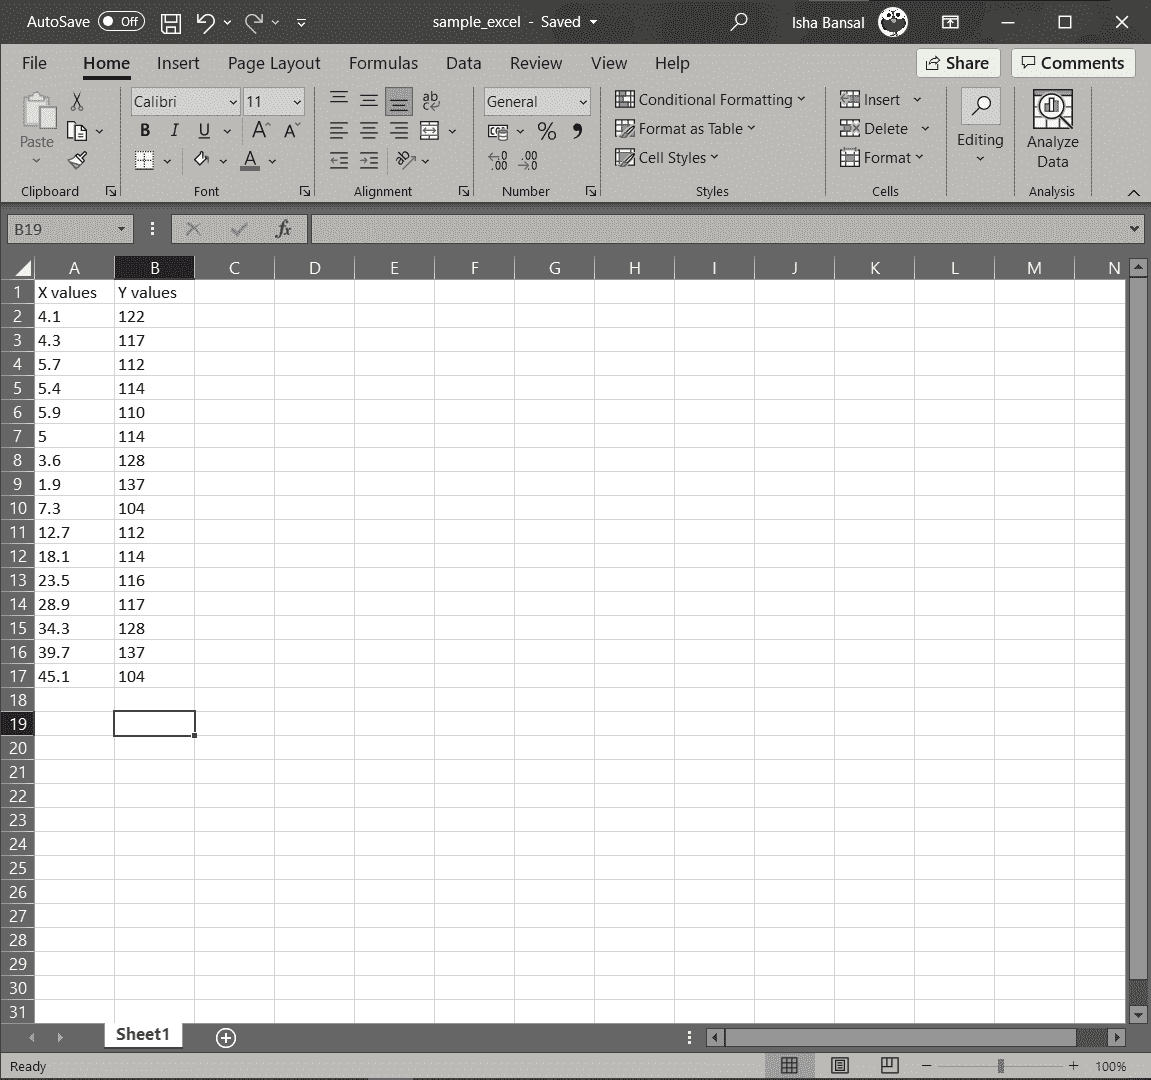 AutoSave Off sample_excel - Saved Isha Bansal
File Home Insert Page Layout Formulas Data Review View Help Share Comments
Calibri 11 General Conditional Formatting Insert
Paste B I U A A % Format as Table Delete Editing Analyze Data
A Cell Styles Format
Clipboard Font Alignment Number Styles Cells Analysis
B19 fx
A B C D E F G H I J K L M N
1 X values Y values
2 4.1 122
3 4.3 117
4 5.7 112
5 5.4 114
6 5.9 110
7 5 114
8 3.6 128
9 1.9 137
10 7.3 104
11 12.7 112
12 18.1 114
13 23.5 116
14 28.9 117
15 34.3 128
16 39.7 137
17 45.1 104
18
19
20
21
22
23
24
25
26
27
28
29
30
31
Sheet1
Ready 100%